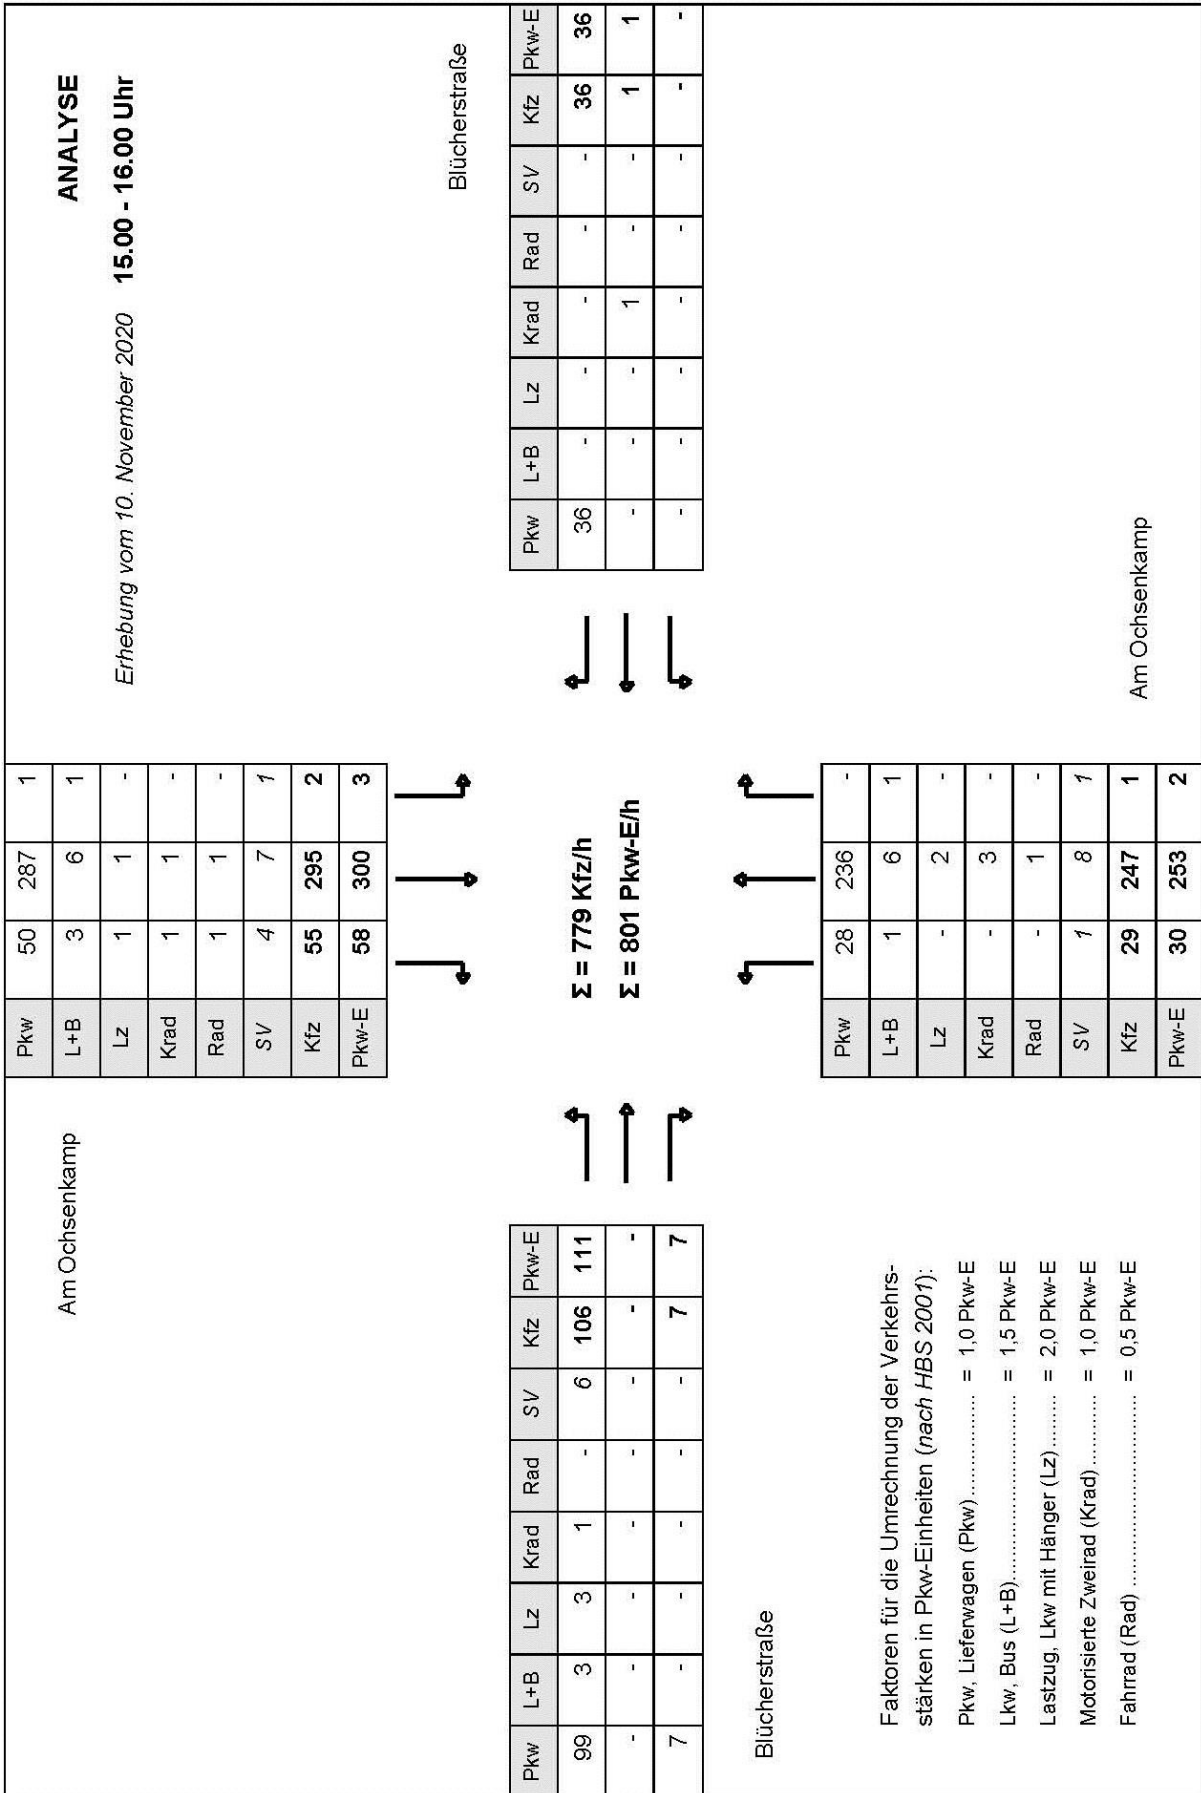 Pkw 50 287 1
Am Ochsenkamp
L+B 3 6 1
ANALYSE
Lz 1 1 -
Erhebung vom 10. November 2020 15.00 - 16.00 Uhr
Krad 1 1 -
Rad 1 1 -
SV 4 7 1
Kfz 55 295 2
Pkw-E 58 300 3
Blücherstraße
Pkw L+B Lz Krad Rad SV Kfz Pkw-E
99 3 3 1 - 6 106 111
- - - - - - - -
7 - - - - - 7 7
Σ = 779 Kfz/h
Σ = 801 Pkw-E/h
Pkw L+B Lz Krad Rad SV Kfz Pkw-E
36 - - - - - 36 36
- - - 1 - - 1 1
- - - - - - - -
Blücherstraße
Pkw 28 236 -
L+B 1 6 1
Lz - 2 -
Krad - 3 -
Rad - 1 -
SV 1 8 1
Kfz 29 247 1
Pkw-E 30 253 2
Am Ochsenkamp
Faktoren für die Umrechnung der Verkehrs-
stärken in Pkw-Einheiten (nach HBS 2001):
Pkw, Lieferwagen (Pkw)................ = 1,0 Pkw-E
Lkw, Bus (L+B)................................ = 1,5 Pkw-E
Lastzug, Lkw mit Hänger (Lz).......... = 2,0 Pkw-E
Motorisierte Zweirad (Krad)............ = 1,0 Pkw-E
Fahrrad (Rad) ................................. = 0,5 Pkw-E